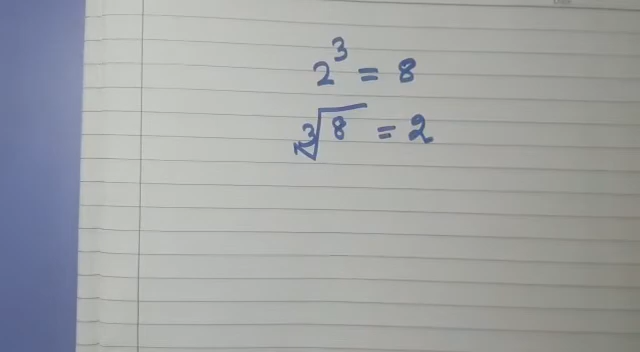 2³ = 8
∛8 = 2